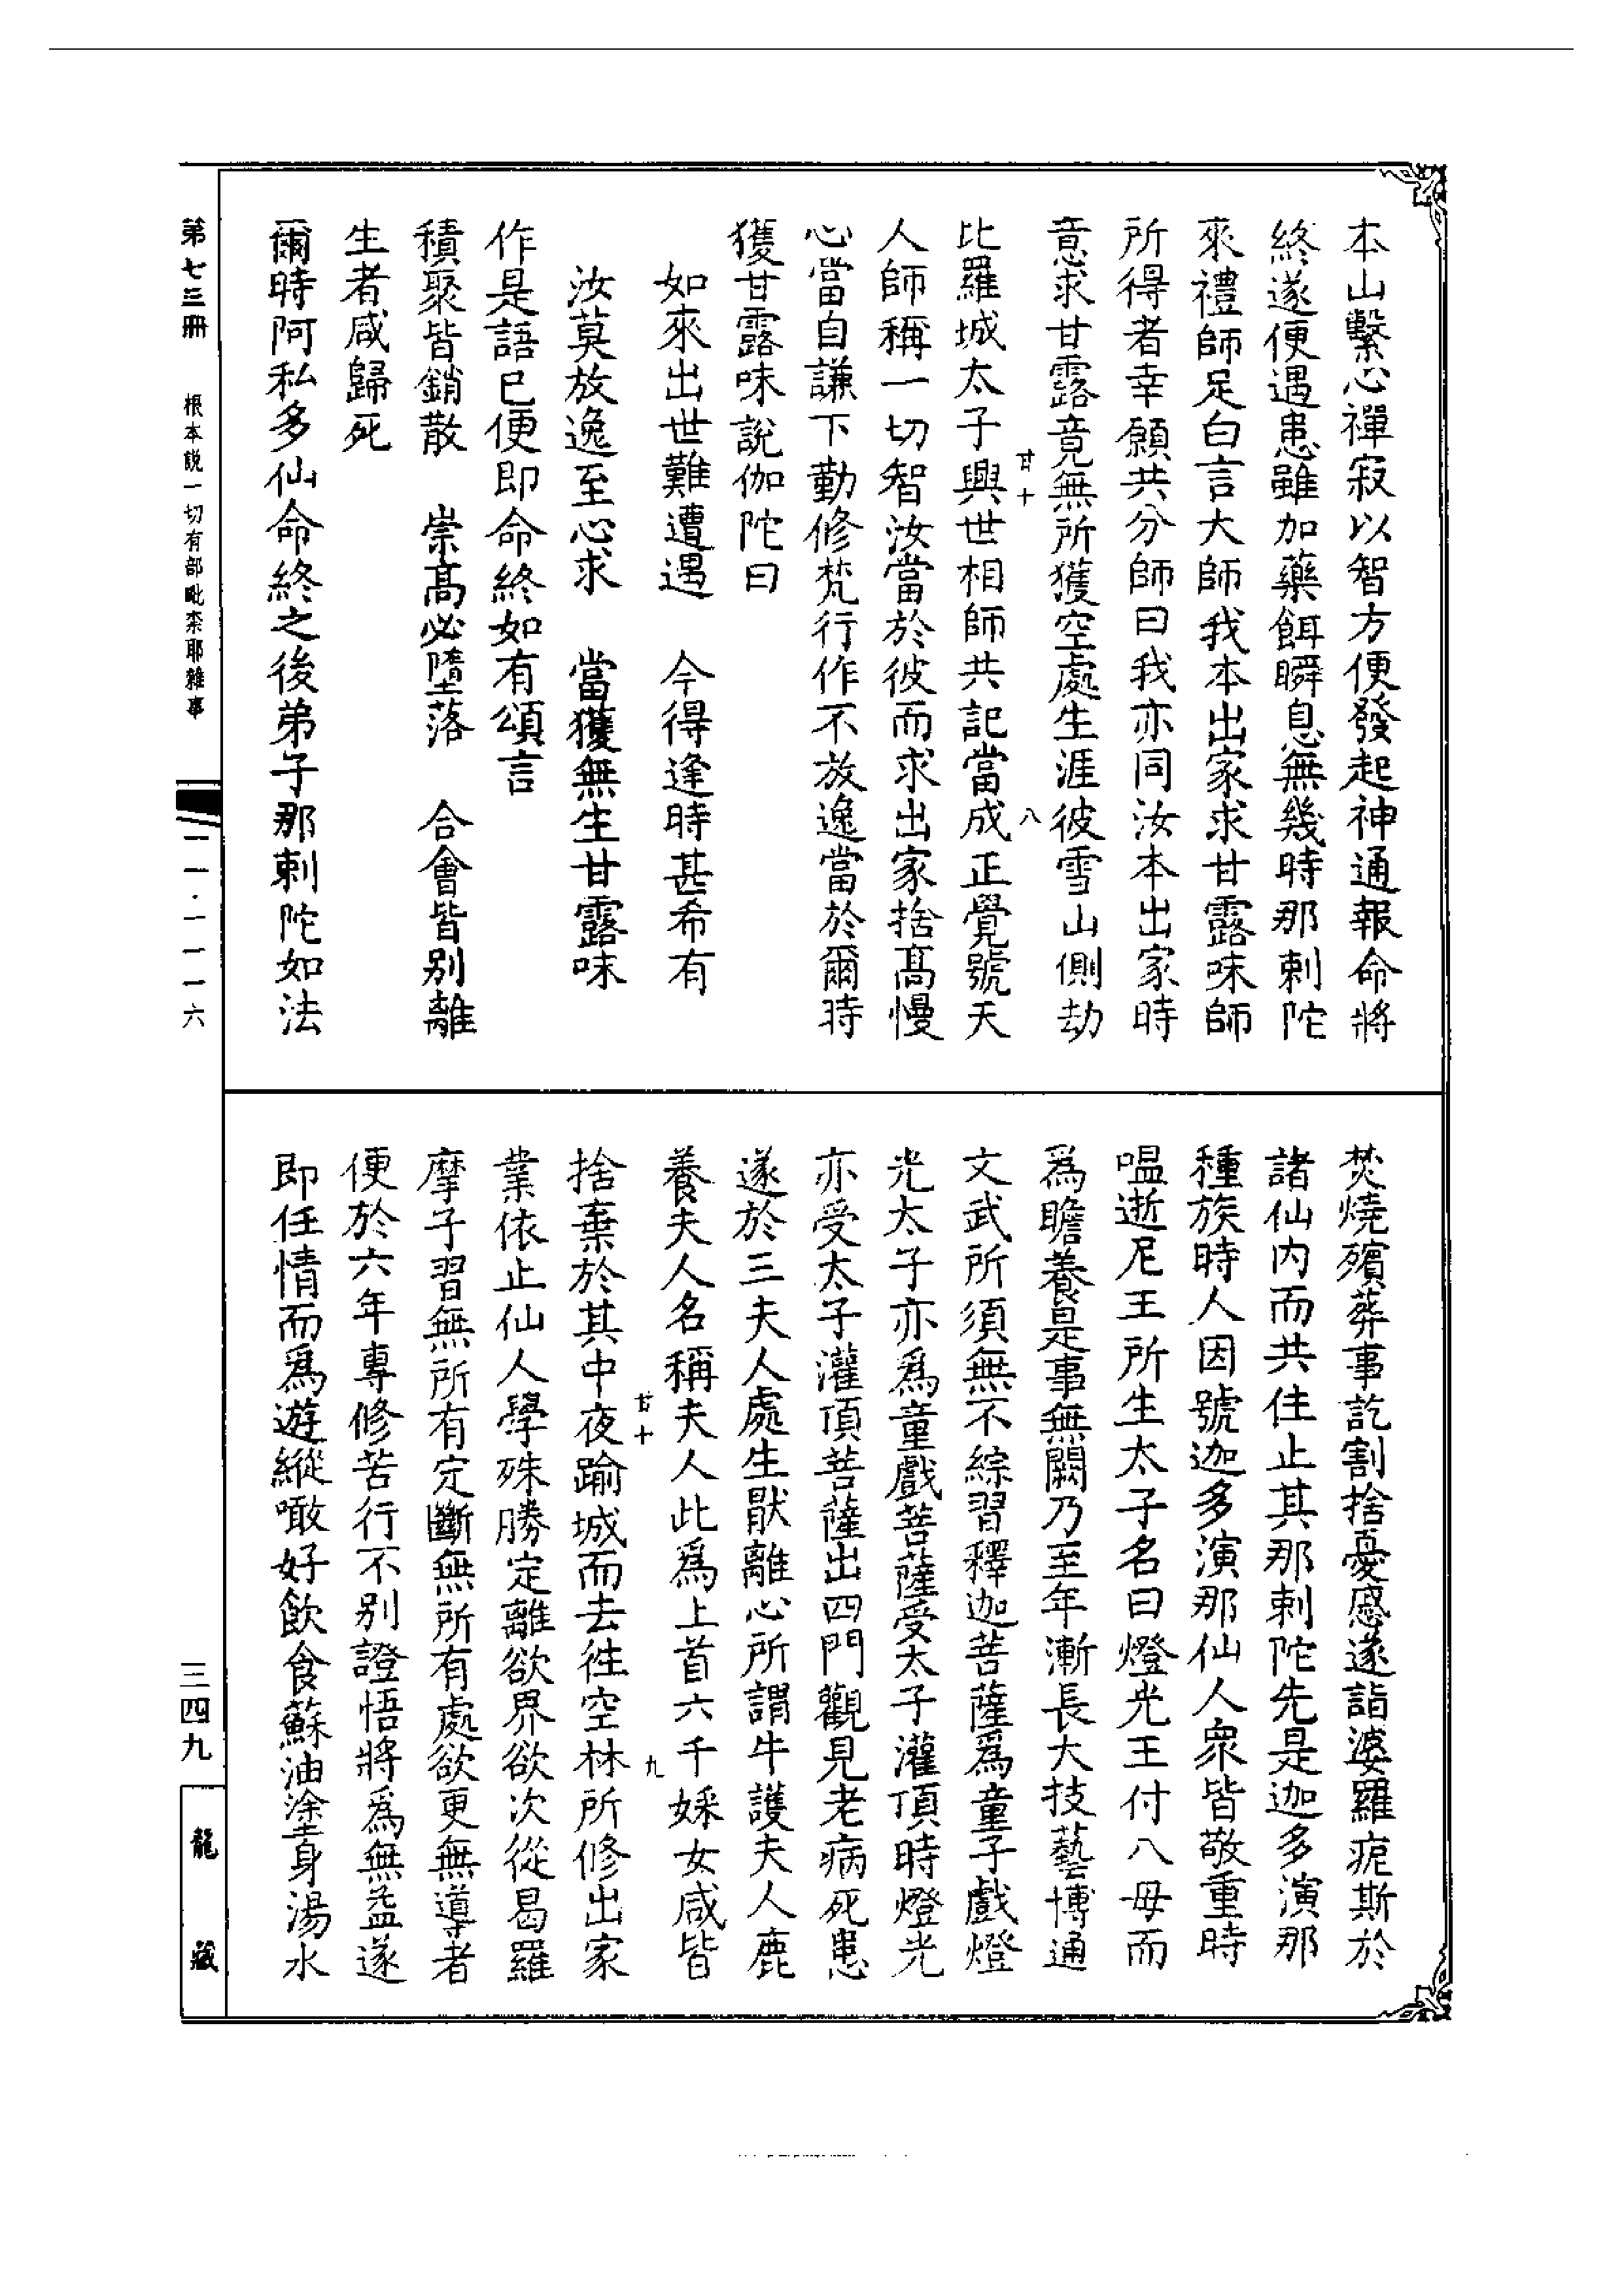 本山繫心禪寂以智方便發起神通報命將
終遂便遇患雖加藥餌瞬息無幾時那剌陀
來禮師足白言大師我本出家求甘露味師
所得者幸願共分師曰我亦同汝本出家時
意求甘露竟無所獲空處生涯彼雪山側劫
甘十
八
比羅城太子興世相師共記當成正覺號天
人師稱一切智汝當於彼而求出家捨高慢
心當自謙下勤修梵行作不放逸當於爾時
獲甘露味說伽陀曰
如來出世難遭遇　今得逢時甚希有
汝莫放逸至心求　當獲無生甘露味
作是語已便即命終如有頌言
積聚皆銷散　崇高必墮落　合會皆別離
生者咸歸死
爾時阿私多仙命終之後弟子那剌陀如法
焚燒殯葬事訖割捨憂慼遂詣婆羅痆斯於
諸仙內而共住止其那剌陀先是迦多演那
種族時人因號迦多演那仙人衆皆敬重時
嗢逝尼王所生太子名曰燈光王付八母而
爲瞻養是事無闕乃至年漸長大技藝博通
文武所須無不綜習釋迦菩薩爲童子戲燈
光太子亦爲童戲菩薩受太子灌頂時燈光
亦受太子灌頂菩薩出四門觀見老病死患
遂於三夫人處生猒離心所謂牛護夫人鹿
養夫人名稱夫人此爲上首六千婇女咸皆
甘十
九
捨棄於其中夜踰城而去徃空林所修出家
業依止仙人學殊勝定離欲界欲次從曷羅
摩子習無所有定斷無所有處欲更無導者
便於六年專修苦行不別證悟將爲無益遂
即任情而爲遊縱噉好飲食蘇油塗身湯水
第七三冊　根本説一切有部毗柰耶雜事
一一·一一一六
三四九
龍藏